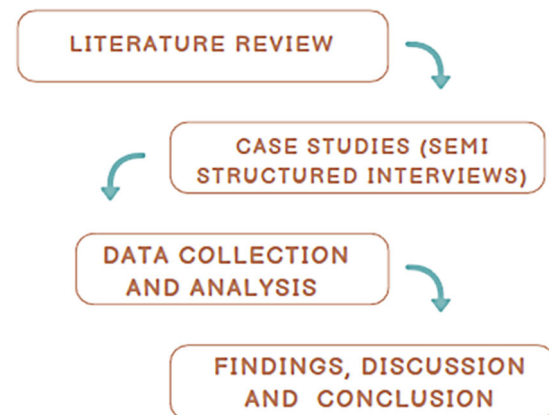 LITERATURE REVIEW
CASE STUDIES (SEMI
STRUCTURED INTERVIEWS)
DATA COLLECTION
AND ANALYSIS
FINDINGS, DISCUSSION
AND CONCLUSION